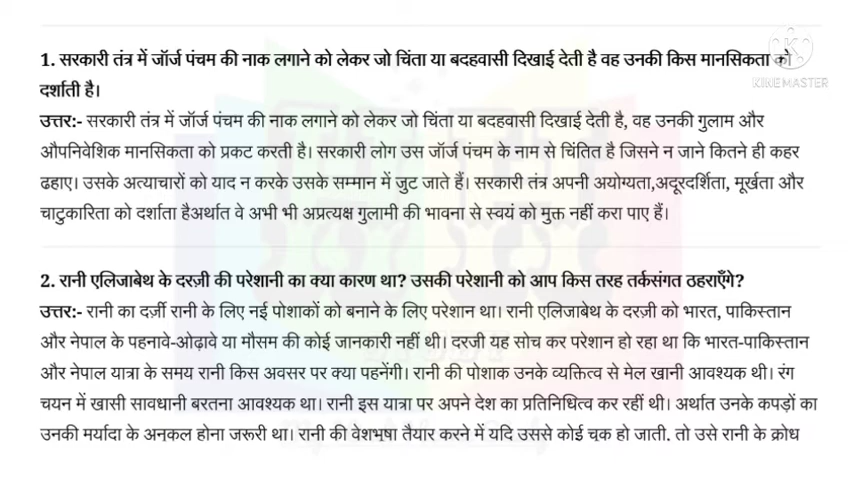 KINEMASTER
1. सरकारी तंत्र में जॉर्ज पंचम की नाक लगाने को लेकर जो चिंता या बदहवासी दिखाई देती है वह उनकी किस मानसिकता को
दर्शाती है।
उत्तर:- सरकारी तंत्र में जॉर्ज पंचम की नाक लगाने को लेकर जो चिंता या बदहवासी दिखाई देती है, वह उनकी गुलाम और
औपनिवेशिक मानसिकता को प्रकट करती है। सरकारी लोग उस जॉर्ज पंचम के नाम से चिंतित है जिसने न जाने कितने ही कहर
ढहाए। उसके अत्याचारों को याद न करके उसके सम्मान में जुट जाते हैं। सरकारी तंत्र अपनी अयोग्यता,अदूरदर्शिता, मूर्खता और
चाटुकारिता को दर्शाता हैअर्थात वे अभी भी अप्रत्यक्ष गुलामी की भावना से स्वयं को मुक्त नहीं करा पाए हैं।
2. रानी एलिजाबेथ के दरज़ी की परेशानी का क्या कारण था? उसकी परेशानी को आप किस तरह तर्कसंगत ठहराएँगे?
उत्तर:- रानी का दर्ज़ी रानी के लिए नई पोशाकों को बनाने के लिए परेशान था। रानी एलिजाबेथ के दरज़ी को भारत, पाकिस्तान
और नेपाल के पहनावे-ओढ़ावे या मौसम की कोई जानकारी नहीं थी। दरजी यह सोच कर परेशान हो रहा था कि भारत-पाकिस्तान
और नेपाल यात्रा के समय रानी किस अवसर पर क्या पहनेंगी। रानी की पोशाक उनके व्यक्तित्व से मेल खानी आवश्यक थी। रंग
चयन में खासी सावधानी बरतना आवश्यक था। रानी इस यात्रा पर अपने देश का प्रतिनिधित्व कर रहीं थी। अर्थात उनके कपड़ों का
उनकी मर्यादा के अनुकूल होना जरूरी था। रानी की वेशभूषा तैयार करने में यदि उससे कोई चूक हो जाती, तो उसे रानी के क्रोध